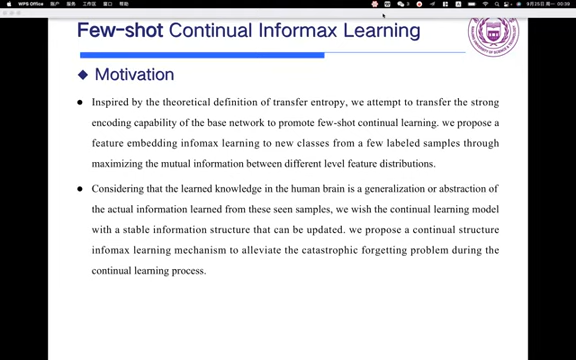 WPS Office
Few-shot Continual Informax Learning
Motivation
Inspired by the theoretical definition of transfer entropy, we attempt to transfer the strong
encoding capability of the base network to promote few-shot continual learning. we propose a
feature embedding infomax learning to new classes from a few labeled samples through
maximizing the mutual information between different level feature distributions.
Considering that the learned knowledge in the human brain is a generalization or abstraction of
the actual information learned from these seen samples, we wish the continual learning model
with a stable information structure that can be updated. we propose a continual structure
infomax learning mechanism to alleviate the catastrophic forgetting problem during the
continual learning process.